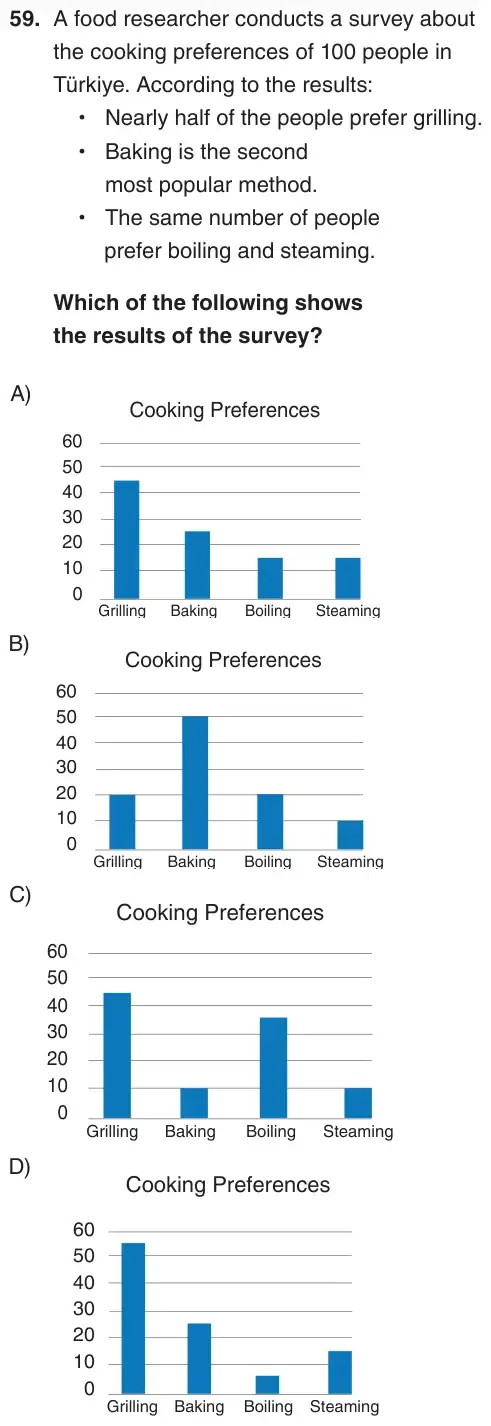 59. A food researcher conducts a survey about
the cooking preferences of 100 people in
Türkiye. According to the results:
• Nearly half of the people prefer grilling.
• Baking is the second
most popular method.
• The same number of people
prefer boiling and steaming.
Which of the following shows
the results of the survey?
A)
Cooking Preferences
60
50
40
30
20
10
0
Grilling Baking Boiling Steaming
B)
Cooking Preferences
60
50
40
30
20
10
0
Grilling Baking Boiling Steaming
C)
Cooking Preferences
60
50
40
30
20
10
0
Grilling Baking Boiling Steaming
D)
Cooking Preferences
60
50
40
30
20
10
0
Grilling Baking Boiling Steaming